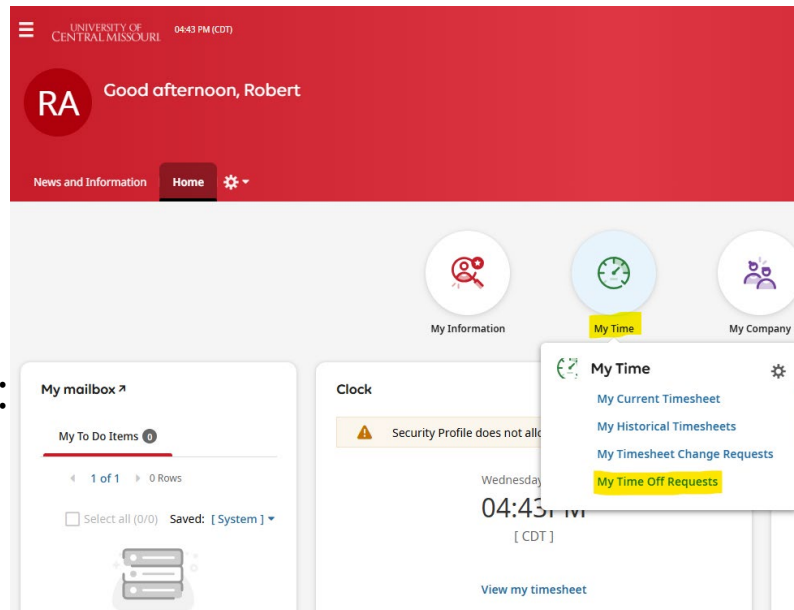 UNIVERSITY OF
CENTRAL MISSOURI.
04:43 PM (CDT)
RA
Good afternoon, Robert
News and Information
Home
My Information
My Time
My Company
My mailbox
My To Do Items 0
1 of 1
0 Rows
Select all (0/0)
Saved: [ System ]
Clock
Security Profile does not
Wednesday
04:43
[ CDT ]
View my timesheet
My Time
My Current Timesheet
My Historical Timesheets
My Timesheet Change Requests
My Time Off Requests